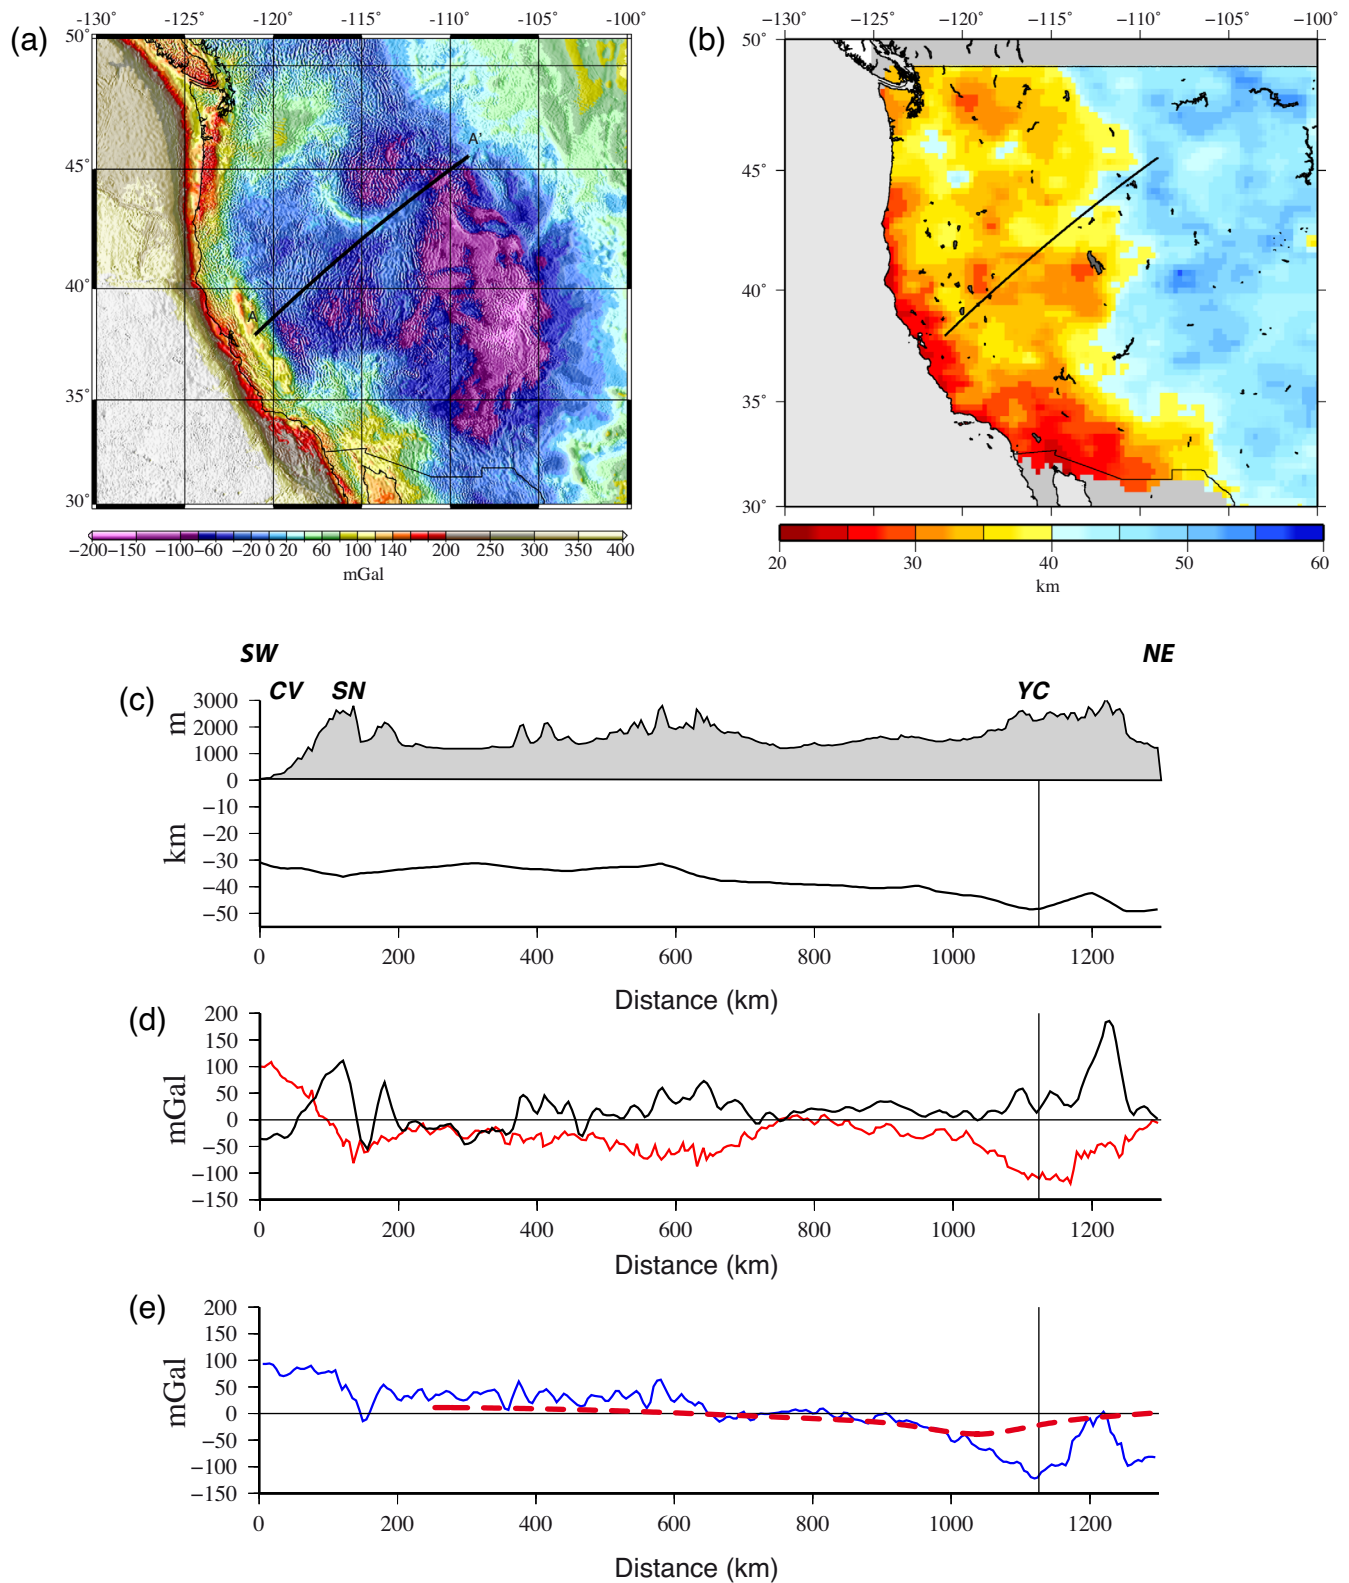 (a)
-130° -125° -120° -115° -110° -105° -100°
50°
45°
40°
35°
30°
A'
A
−200−150 −100−60 −20 0 20 60 100 140 200 250 300 350 400
mGal
(b)
−130° −125° −120° −115° −110° −105° −100°
50°
45°
40°
35°
30°
20 30 40 50 60
km
SW NE
(c)
CV SN YC
3000
2000
1000
0
m
−10
−20
−30
−40
−50
km
0 200 400 600 800 1000 1200
Distance (km)
(d)
200
150
100
50
0
−50
−100
−150
mGal
0 200 400 600 800 1000 1200
Distance (km)
(e)
200
150
100
50
0
−50
−100
−150
mGal
0 200 400 600 800 1000 1200
Distance (km)